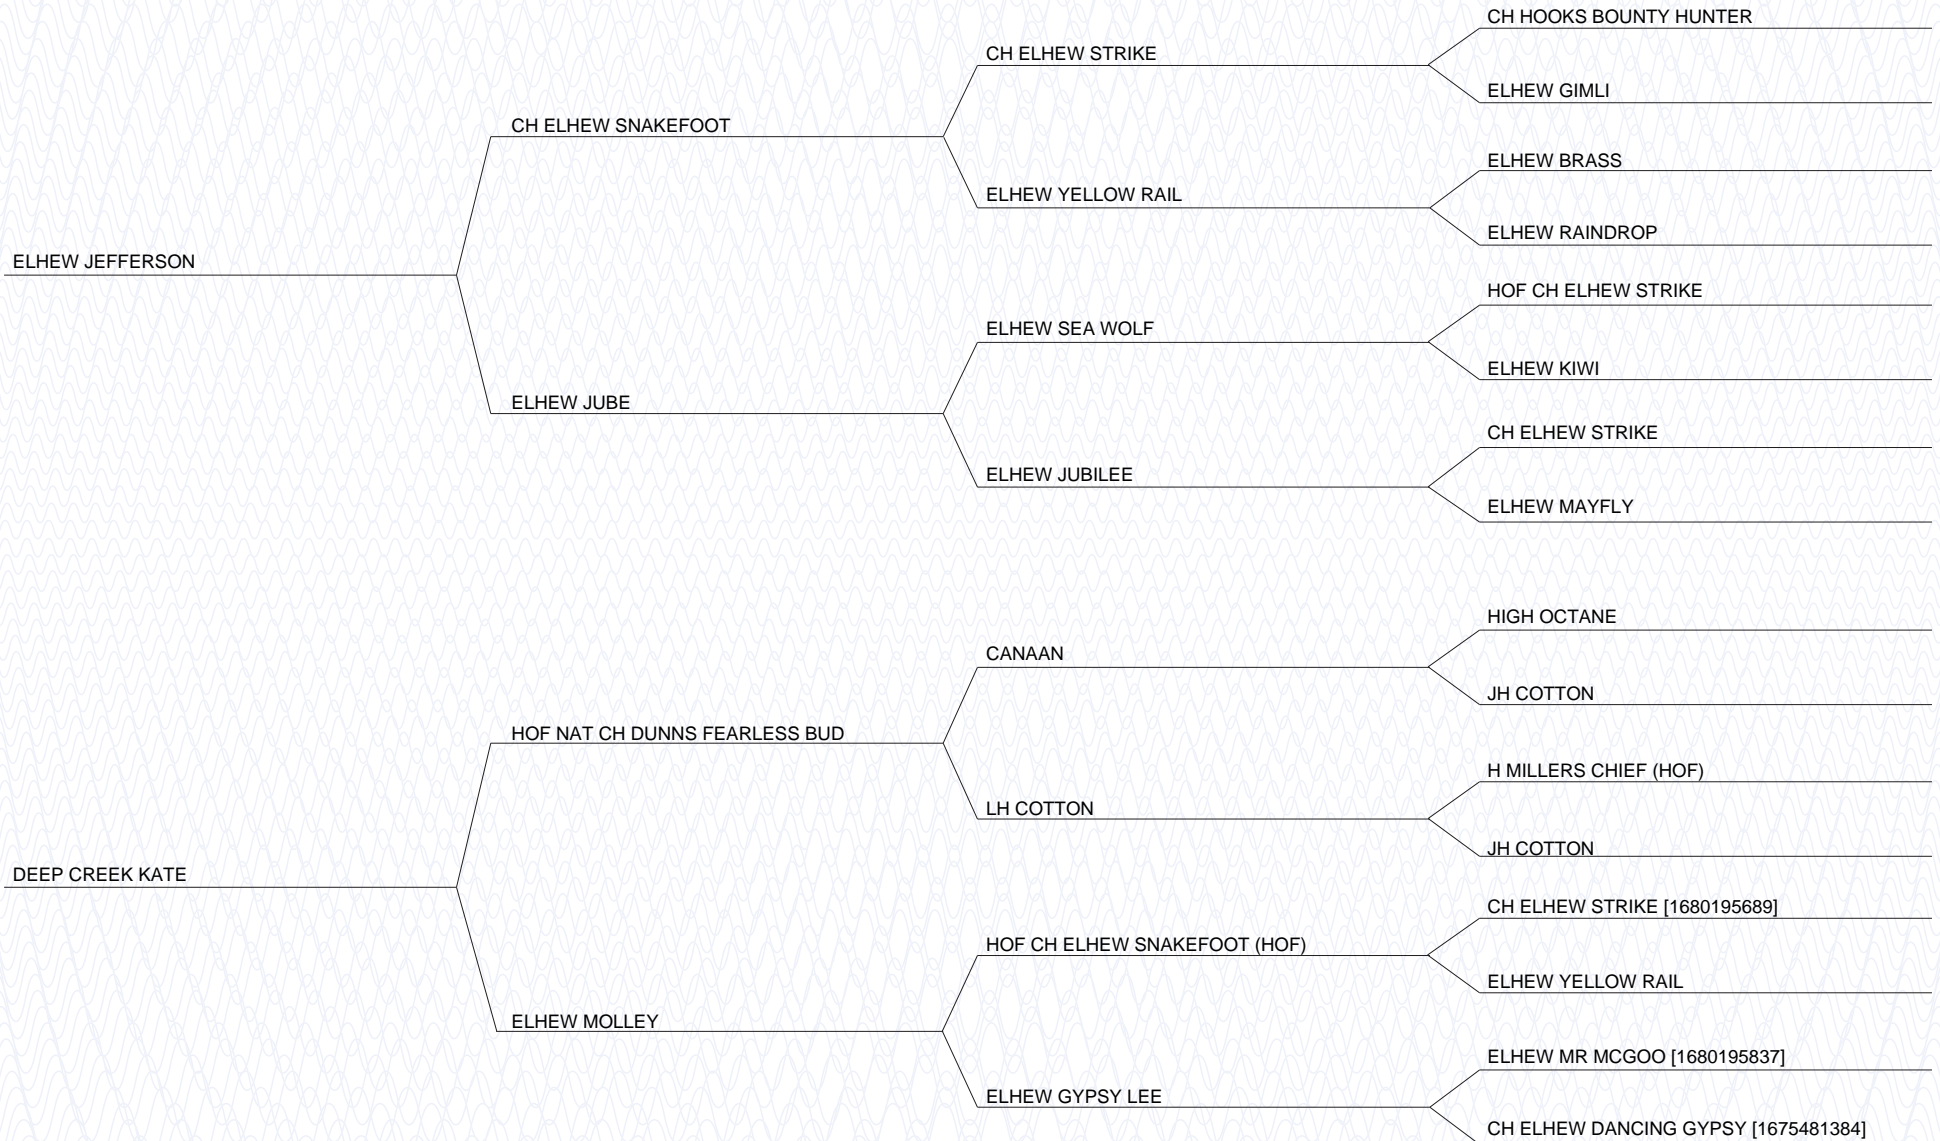 CH HOOKS BOUNTY HUNTER
CH ELHEW STRIKE
ELHEW GIMLI
CH ELHEW SNAKEFOOT
ELHEW BRASS
ELHEW YELLOW RAIL
ELHEW RAINDROP
ELHEW JEFFERSON
HOF CH ELHEW STRIKE
ELHEW SEA WOLF
ELHEW KIWI
ELHEW JUBE
CH ELHEW STRIKE
ELHEW JUBILEE
ELHEW MAYFLY
HIGH OCTANE
CANAAN
JH COTTON
HOF NAT CH DUNNS FEARLESS BUD
H MILLERS CHIEF (HOF)
LH COTTON
JH COTTON
DEEP CREEK KATE
CH ELHEW STRIKE [1680195689]
HOF CH ELHEW SNAKEFOOT (HOF)
ELHEW YELLOW RAIL
ELHEW MOLLEY
ELHEW MR MCGOO [1680195837]
ELHEW GYPSY LEE
CH ELHEW DANCING GYPSY [1675481384]